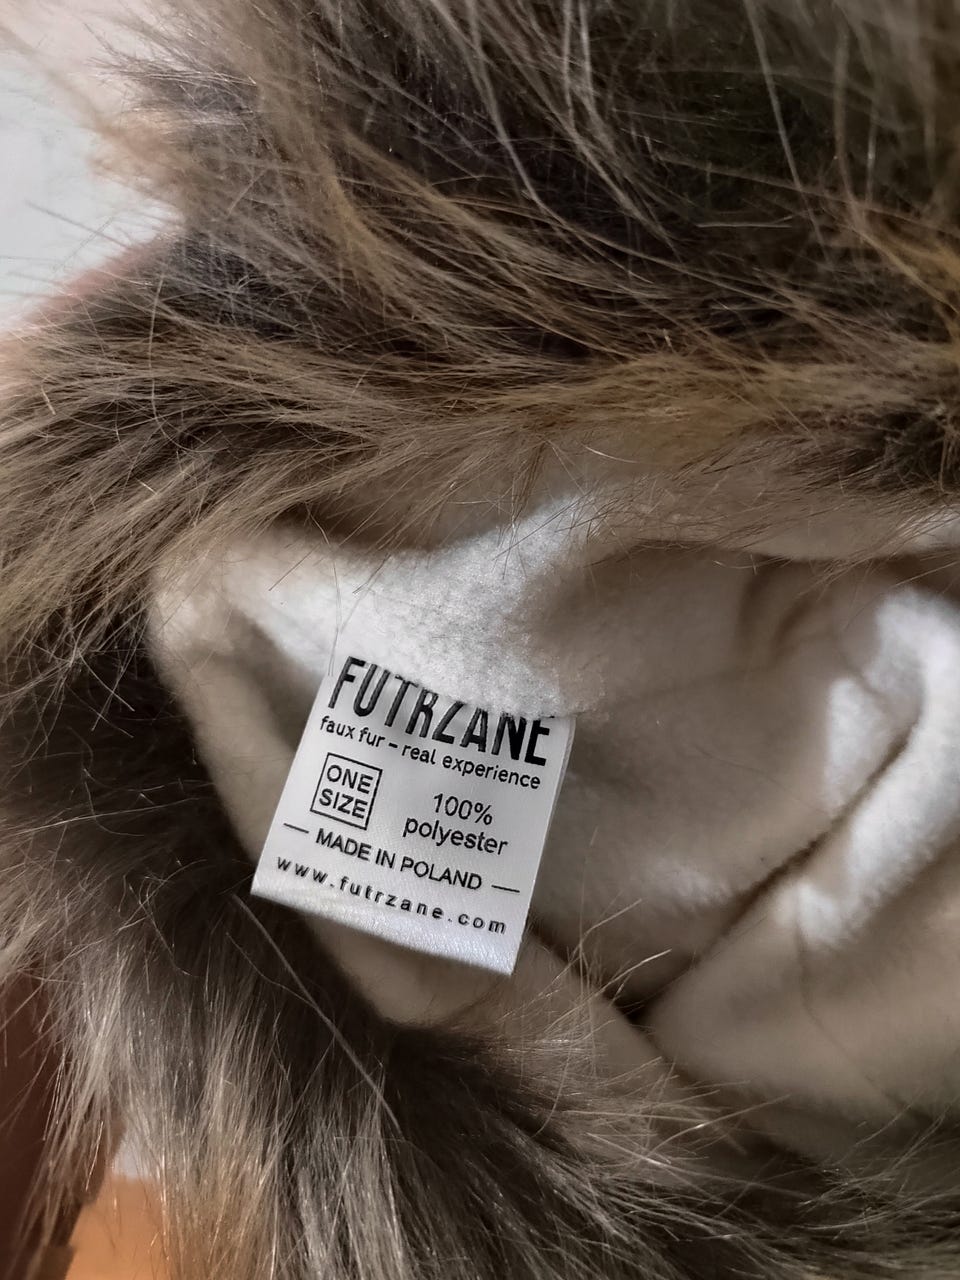 FUTRZANE
faux fur – real experience
ONE
SIZE
100%
polyester
— MADE IN POLAND —
www.futrzane.com